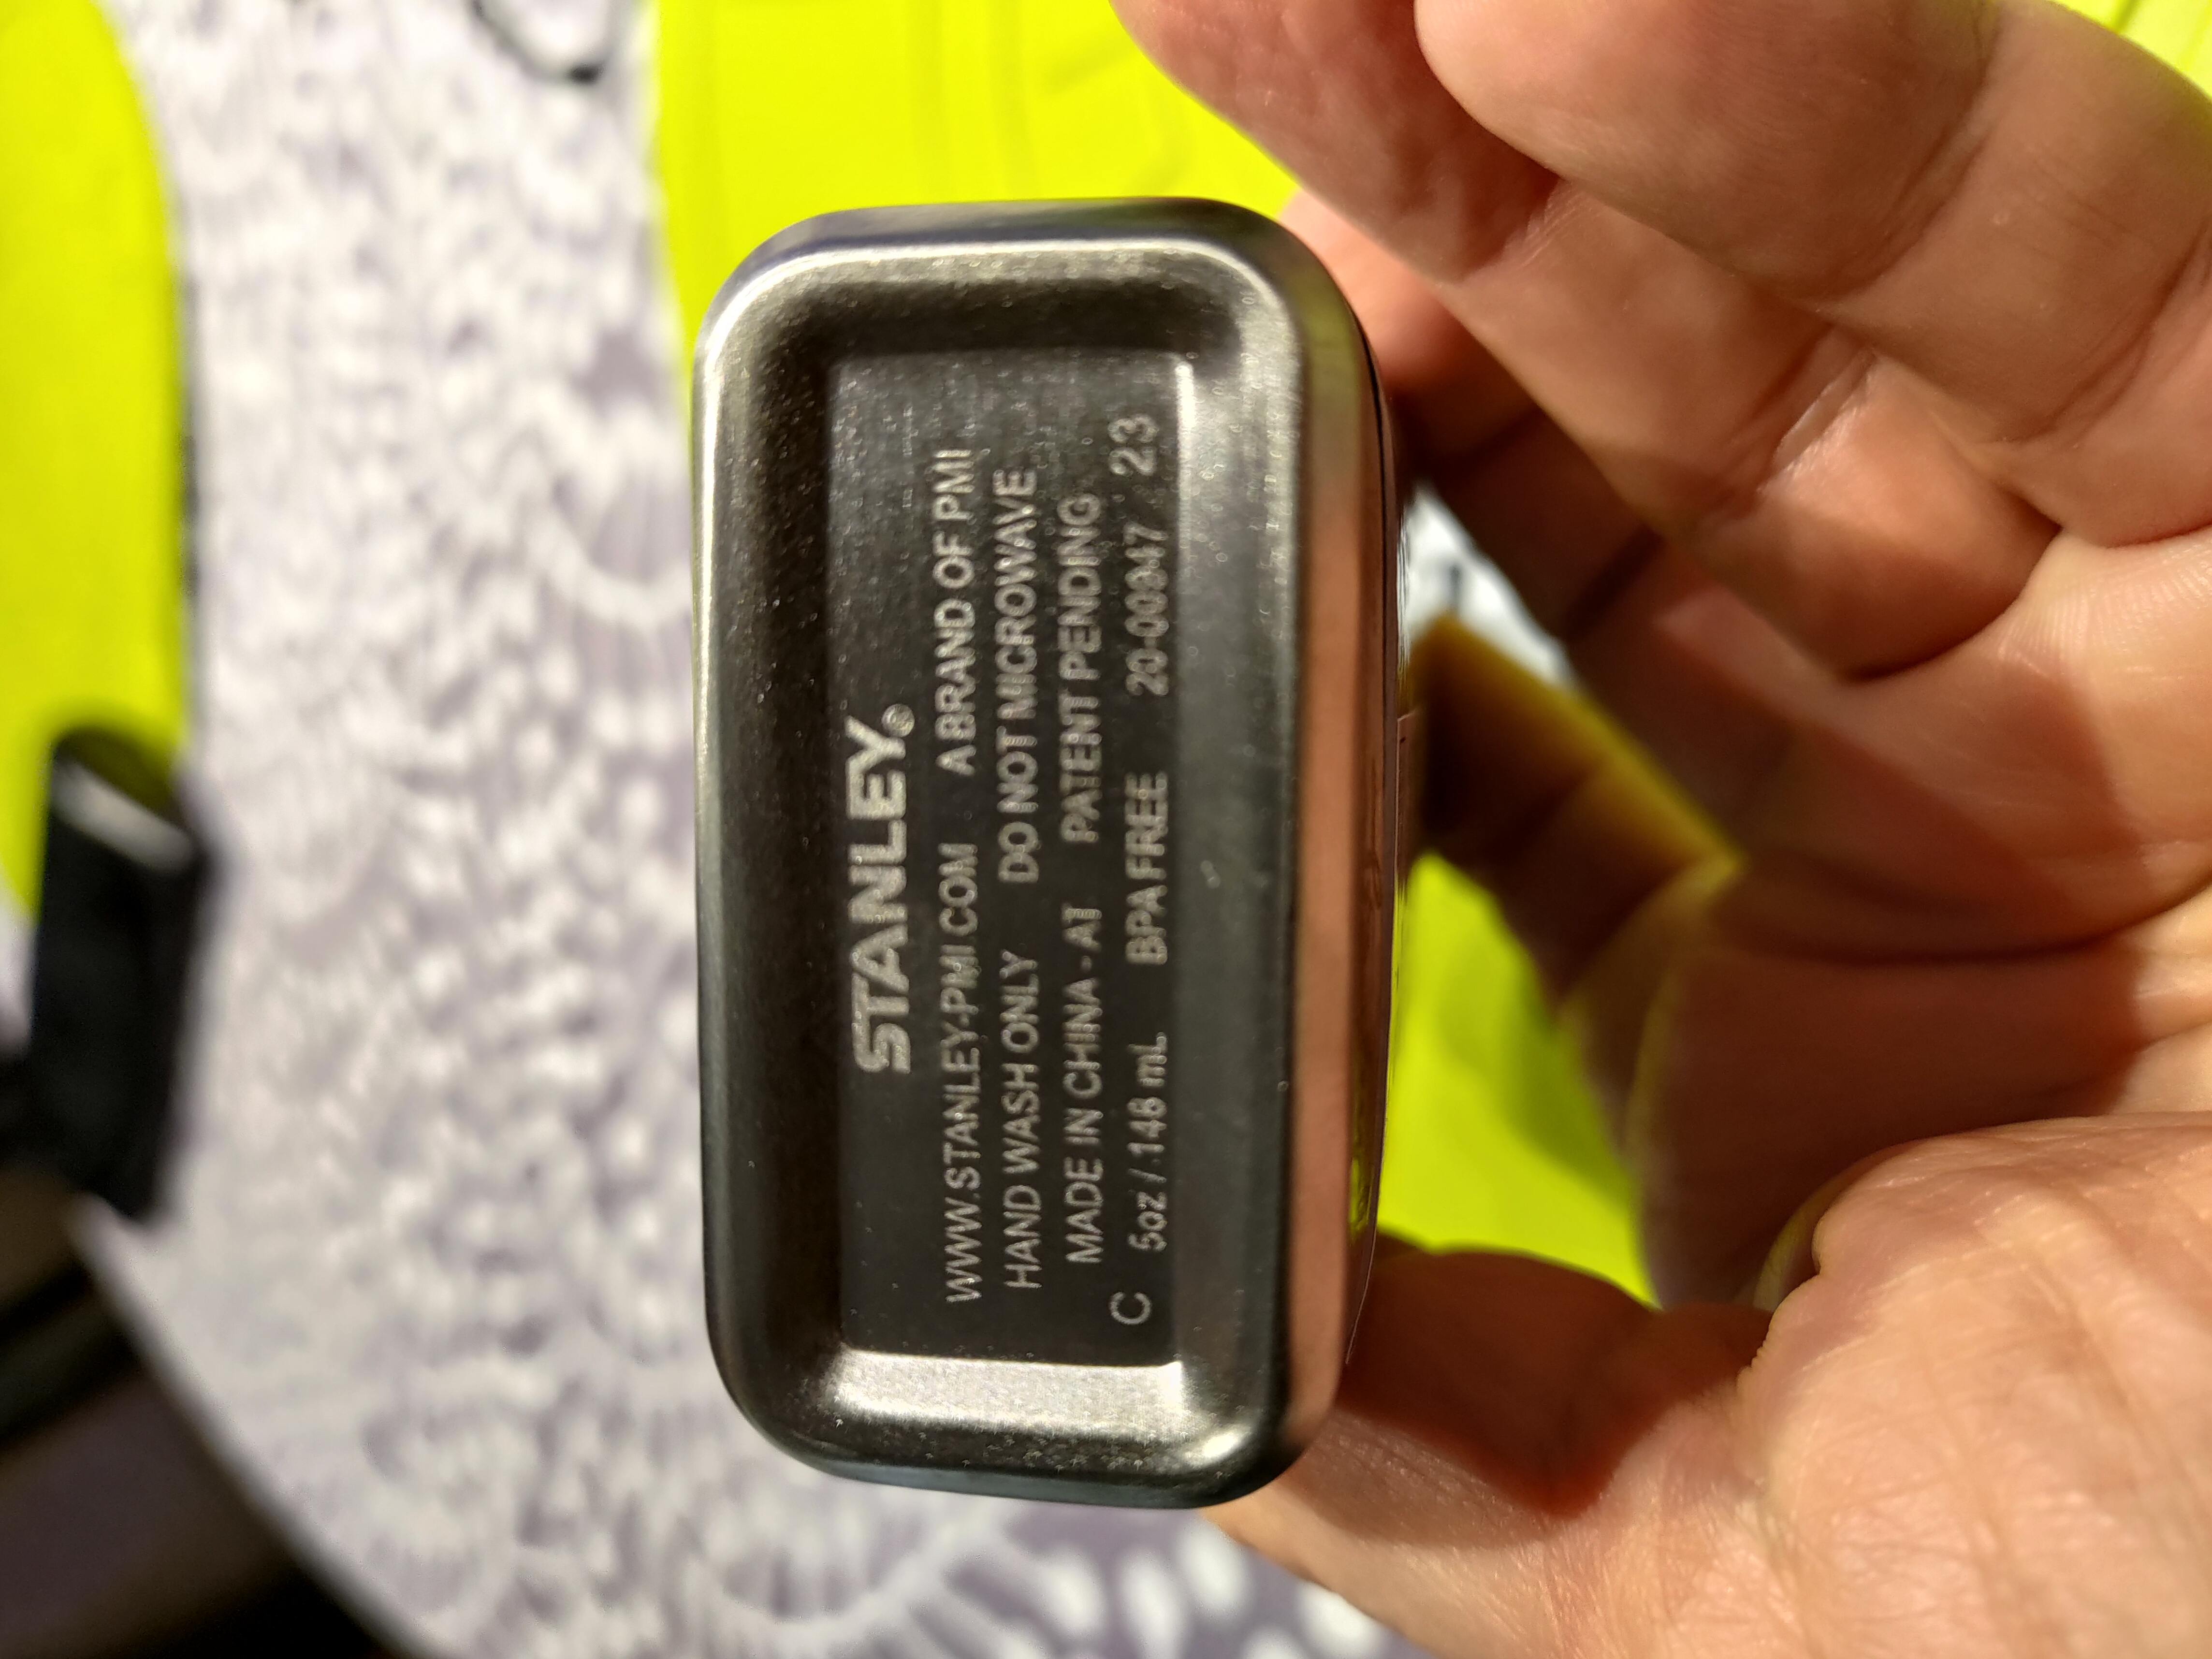 STANLEY®
WWW.STANLEY-PMI.COM A BRAND OF PMI
HAND WASH ONLY DO NOT MICROWAVE
MADE IN CHINA - AT PATENT PENDING
C 5oz / 148 mL BPA FREE 20-00947 23